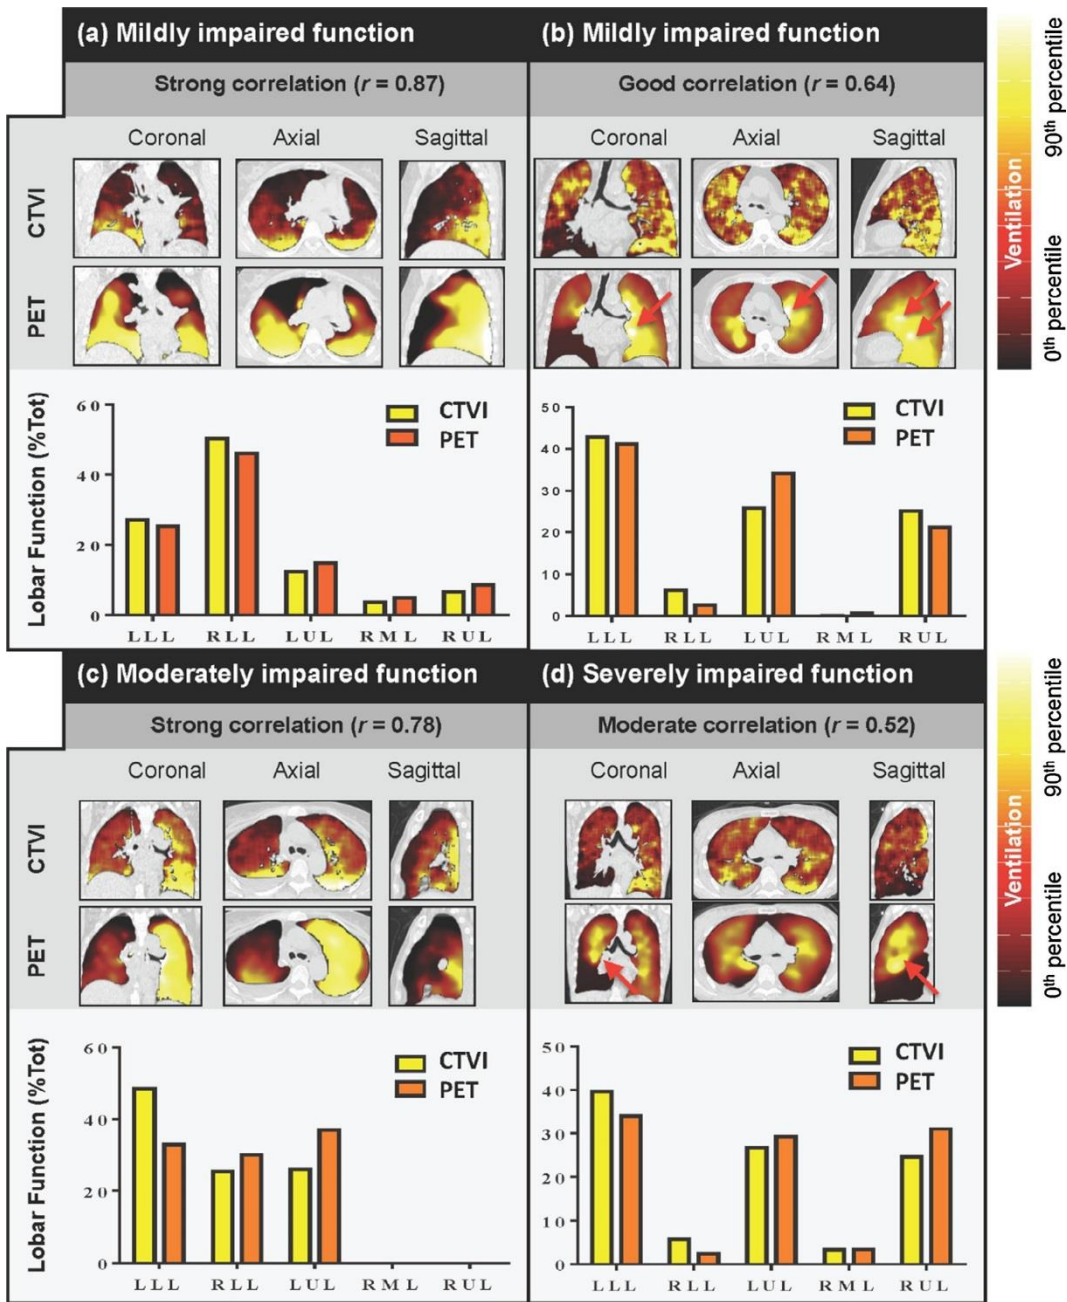 (a) Mildly impaired function
Strong correlation (r = 0.87)
Coronal Axial Sagittal
CTVI
PET
Lobar Function (%Tot)
60
40
20
0
CTVI
PET
LLL RLL LUL RML RUL
(b) Mildly impaired function
Good correlation (r = 0.64)
Coronal Axial Sagittal
50
40
30
20
10
0
CTVI
PET
LLL RLL LUL RML RUL
Ventilation
0th percentile 90th percentile
(c) Moderately impaired function
Strong correlation (r = 0.78)
Coronal Axial Sagittal
CTVI
PET
Lobar Function (%Tot)
60
40
20
0
CTVI
PET
LLL RLL LUL RML RUL
(d) Severely impaired function
Moderate correlation (r = 0.52)
Coronal Axial Sagittal
50
40
30
20
10
0
CTVI
PET
LLL RLL LUL RML RUL
Ventilation
0th percentile 90th percentile